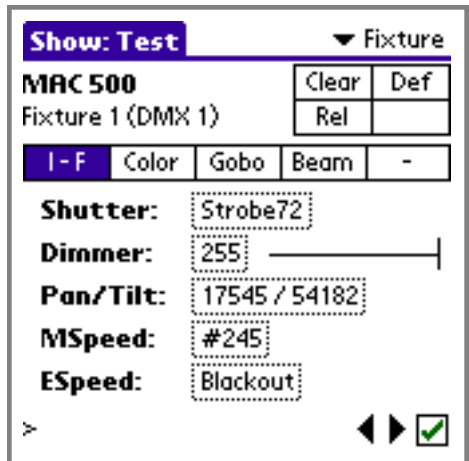 Show: Test Fixture
MAC 500 Clear Def
Fixture 1 (DMX 1) Rel
I-F Color Gobo Beam -
Shutter: Strobe72
Dimmer: 255
Pan/Tilt: 17545 / 54182
MSpeed: #245
ESpeed: Blackout
>